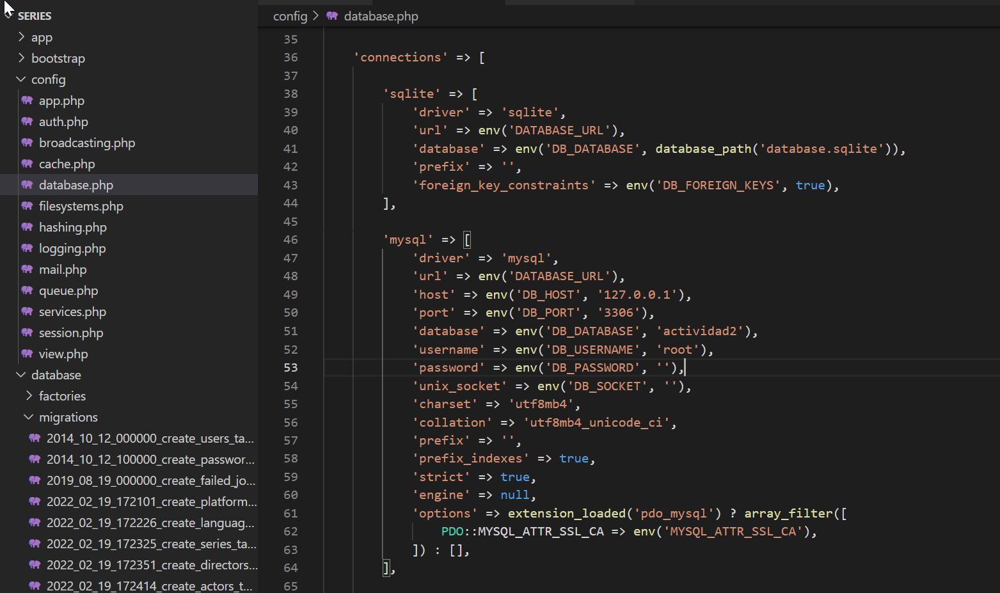 SERIES
app
bootstrap
config
app.php
auth.php
broadcasting.php
cache.php
database.php
filesystems.php
hashing.php
logging.php
mail.php
queue.php
services.php
session.php
view.php
database
factories
migrations
2014_10_12_000000_create_users_ta...
2014_10_12_100000_create_passwor...
2019_08_19_000000_create_failed_jo...
2022_02_19_172101_create_platform...
2022_02_19_172226_create_languag...
2022_02_19_172325_create_series_ta...
2022_02_19_172351_create_directors...
2022_02_19_172414_create_actors_t...
config > database.php
35
36 'connections' => [
37
38 'sqlite' => [
39 'driver' => 'sqlite',
40 'url' => env('DATABASE_URL'),
41 'database' => env('DB_DATABASE', database_path('database.sqlite')),
42 'prefix' => '',
43 'foreign_key_constraints' => env('DB_FOREIGN_KEYS', true),
44 ],
45
46 'mysql' => [
47 'driver' => 'mysql',
48 'url' => env('DATABASE_URL'),
49 'host' => env('DB_HOST', '127.0.0.1'),
50 'port' => env('DB_PORT', '3306'),
51 'database' => env('DB_DATABASE', 'actividad2'),
52 'username' => env('DB_USERNAME', 'root'),
53 'password' => env('DB_PASSWORD', ''),
54 'unix_socket' => env('DB_SOCKET', ''),
55 'charset' => 'utf8mb4',
56 'collation' => 'utf8mb4_unicode_ci',
57 'prefix' => '',
58 'prefix_indexes' => true,
59 'strict' => true,
60 'engine' => null,
61 'options' => extension_loaded('pdo_mysql') ? array_filter([
62 PDO::MYSQL_ATTR_SSL_CA => env('MYSQL_ATTR_SSL_CA'),
63 ]) : [],
64 ],
65